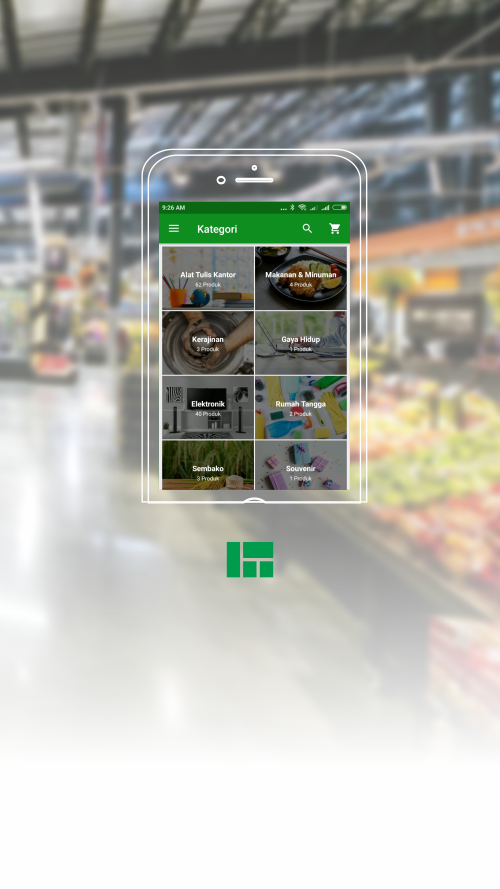 9:26 AM
Kategori
Alat Tulis Kantor
62 Produk
Makanan & Minuman
4 Produk
Kerajinan
3 Produk
Gaya Hidup
1 Produk
Elektronik
40 Produk
Rumah Tangga
2 Produk
Sembako
3 Produk
Souvenir
1 Produk